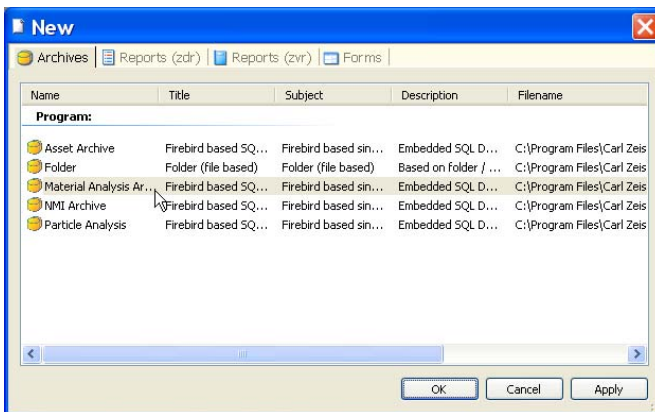 New
Archives Reports (zdr) Reports (zvr) Forms
Name Title Subject Description Filename
Program:
Asset Archive Firebird based SQ... Firebird based sin... Embedded SQL D... C:\Program Files\Carl Zeis
Folder Folder (file based) Folder (file based) Based on folder / ... C:\Program Files\Carl Zeis
Material Analysis Ar... Firebird based SQ... Firebird based sin... Embedded SQL D... C:\Program Files\Carl Zeis
NMI Archive Firebird based SQ... Firebird based sin... Embedded SQL D... C:\Program Files\Carl Zeis
Particle Analysis Firebird based SQ... Firebird based sin... Embedded SQL D... C:\Program Files\Carl Zeis
OK Cancel Apply